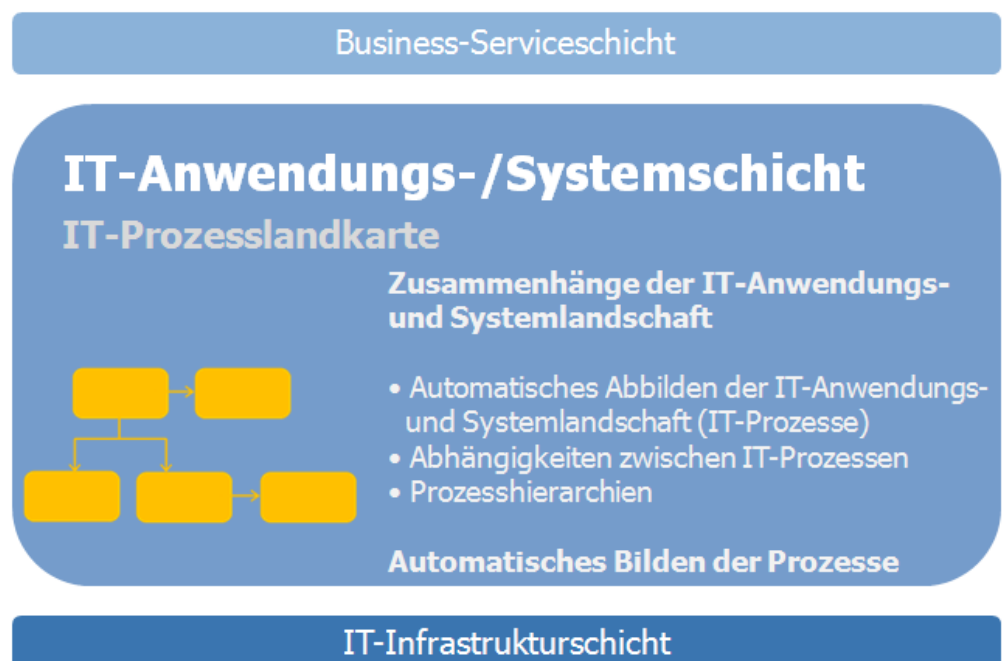 Business-Serviceschicht
IT-Anwendungs-/Systemschicht
IT-Prozesslandkarte
Zusammenhänge der IT-Anwendungs-
und Systemlandschaft
• Automatisches Abbilden der IT-Anwendungs-
und Systemlandschaft (IT-Prozesse)
• Abhängigkeiten zwischen IT-Prozessen
• Prozesshierarchien
Automatisches Bilden der Prozesse
IT-Infrastrukturschicht